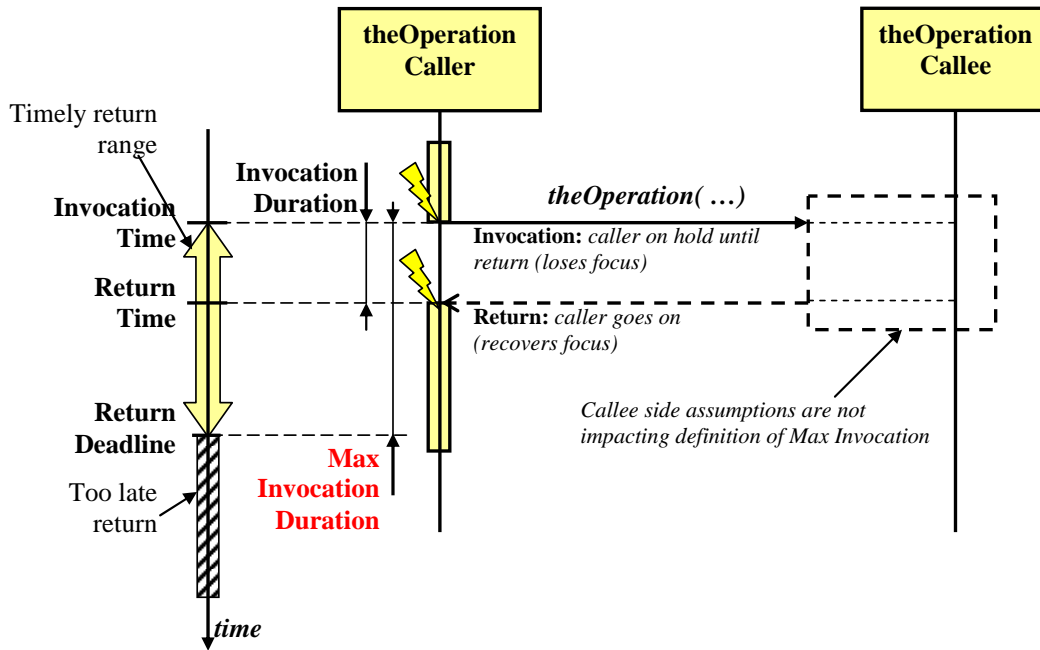 theOperation
Caller
theOperation
Callee
Timely return
range
Invocation
Duration
theOperation( …)
Invocation
Time
Invocation: caller on hold until
return (loses focus)
Return
Time
Return: caller goes on
(recovers focus)
Return
Deadline
Callee side assumptions are not
impacting definition of Max Invocation
Max
Invocation
Duration
Too late
return
time